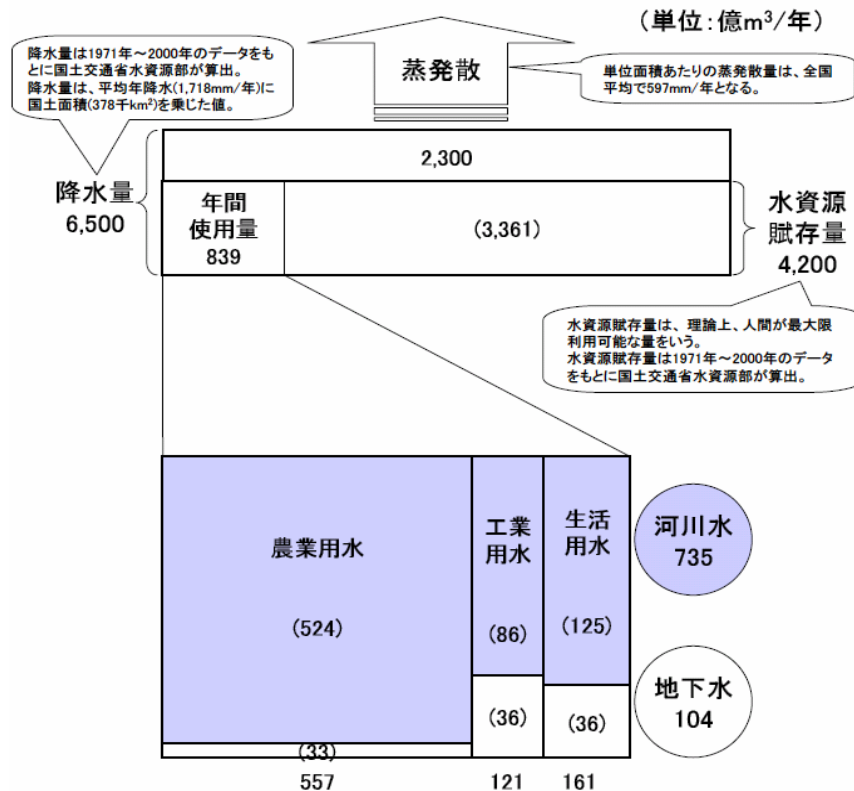 (単位:億m³/年)
降水量は1971年~2000年のデータをも
とに国土交通省水資源部が算出。
降水量は、平均年降水(1,718mm/年)に
国土面積(378千km²)を乗じた値。
蒸発散
単位面積あたりの蒸発散量は、全国
平均で597mm/年となる。
2,300
降水量
6,500
年間
使用量
839
(3,361)
水資源
賦存量
4,200
水資源賦存量は、理論上、人間が最大限
利用可能な量をいう。
水資源賦存量は1971年~2000年のデータ
をもとに国土交通省水資源部が算出。
農業用水
(524)
工業
用水
(86)
生活
用水
(125)
河川水
735
(33)
(36)
(36)
地下水
104
557
121
161